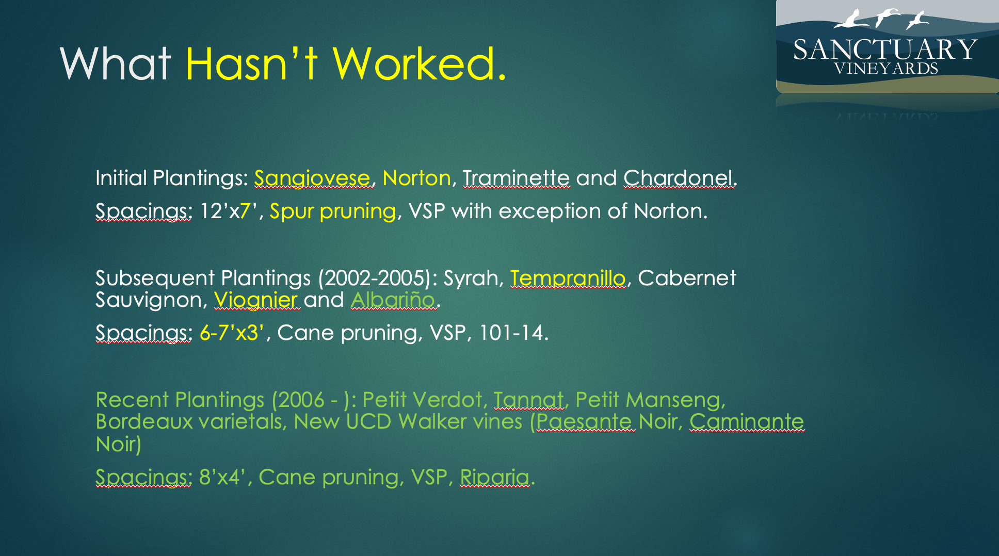 What Hasn’t Worked.
SANCTUARY
VINEYARDS
Initial Plantings: Sangiovese, Norton, Traminette and Chardonel.
Spacings: 12’x7’, Spur pruning, VSP with exception of Norton.
Subsequent Plantings (2002-2005): Syrah, Tempranillo, Cabernet
Sauvignon, Viognier and Albariño.
Spacings: 6-7’x3’, Cane pruning, VSP, 101-14.
Recent Plantings (2006 - ): Petit Verdot, Tannat, Petit Manseng,
Bordeaux varietals, New UCD Walker vines (Paesante Noir, Caminante
Noir)
Spacings: 8’x4’, Cane pruning, VSP, Riparia.